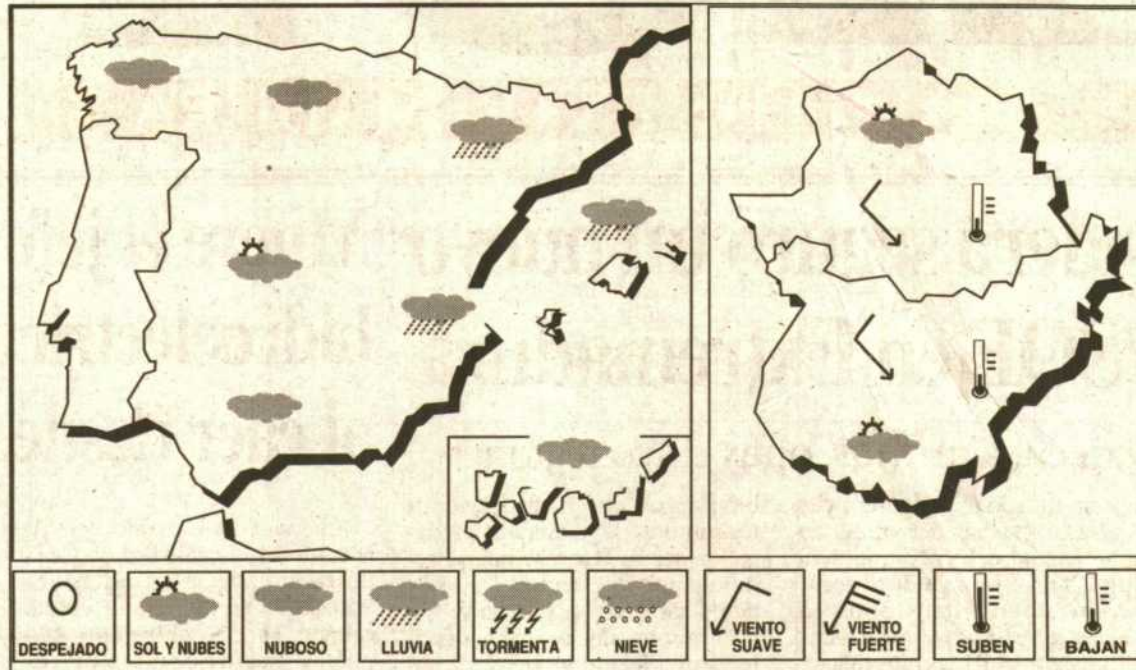 DESPEJADO
SOL Y NUBES
NUBOSO
LLUVIA
TORMENTA
NIEVE
VIENTO
SUAVE
VIENTO
FUERTE
SUBEN
BAJAN